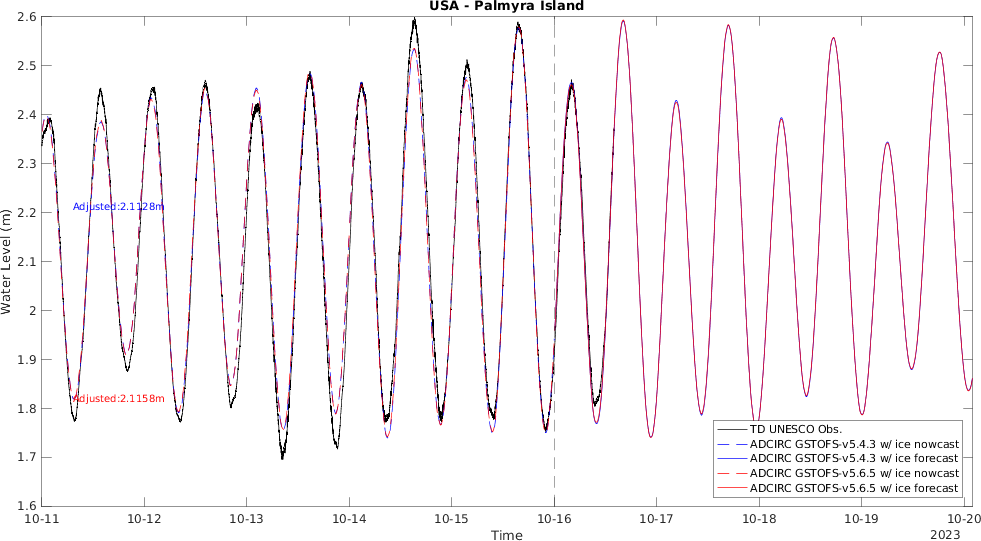 USA - Palmyra Island
2.6
2.5
2.4
2.3
2.2
2.1
2
1.9
1.8
1.7
1.6
Water Level (m)
Adjusted:2.1128m
Adjusted:2.1158m
TD UNESCO Obs.
ADCIRC GSTOFS-v5.4.3 w/ ice nowcast
ADCIRC GSTOFS-v5.4.3 w/ ice forecast
ADCIRC GSTOFS-v5.6.5 w/ ice nowcast
ADCIRC GSTOFS-v5.6.5 w/ ice forecast
10-11 10-12 10-13 10-14 10-15 10-16 10-17 10-18 10-19 10-20
Time
2023